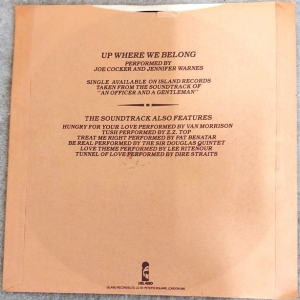 UP WHERE WE BELONG
PERFORMED BY
JOE COCKER AND JENNIFER WARNES
SINGLE AVAILABLE ON ISLAND RECORDS
TAKEN FROM THE SOUNDTRACK OF
"AN OFFICER AND A GENTLEMAN"
THE SOUNDTRACK ALSO FEATURES
HUNGRY FOR YOUR LOVE PERFORMED BY VAN MORRISON
TUSH PERFORMED BY Z.Z. TOP
TREAT ME RIGHT PERFORMED BY PAT BENATAR
BE REAL PERFORMED BY THE SIR DOUGLAS QUINTET
LOVE THEME PERFORMED BY LEE RITENOUR
TUNNEL OF LOVE PERFORMED BY DIRE STRAITS
ISLAND